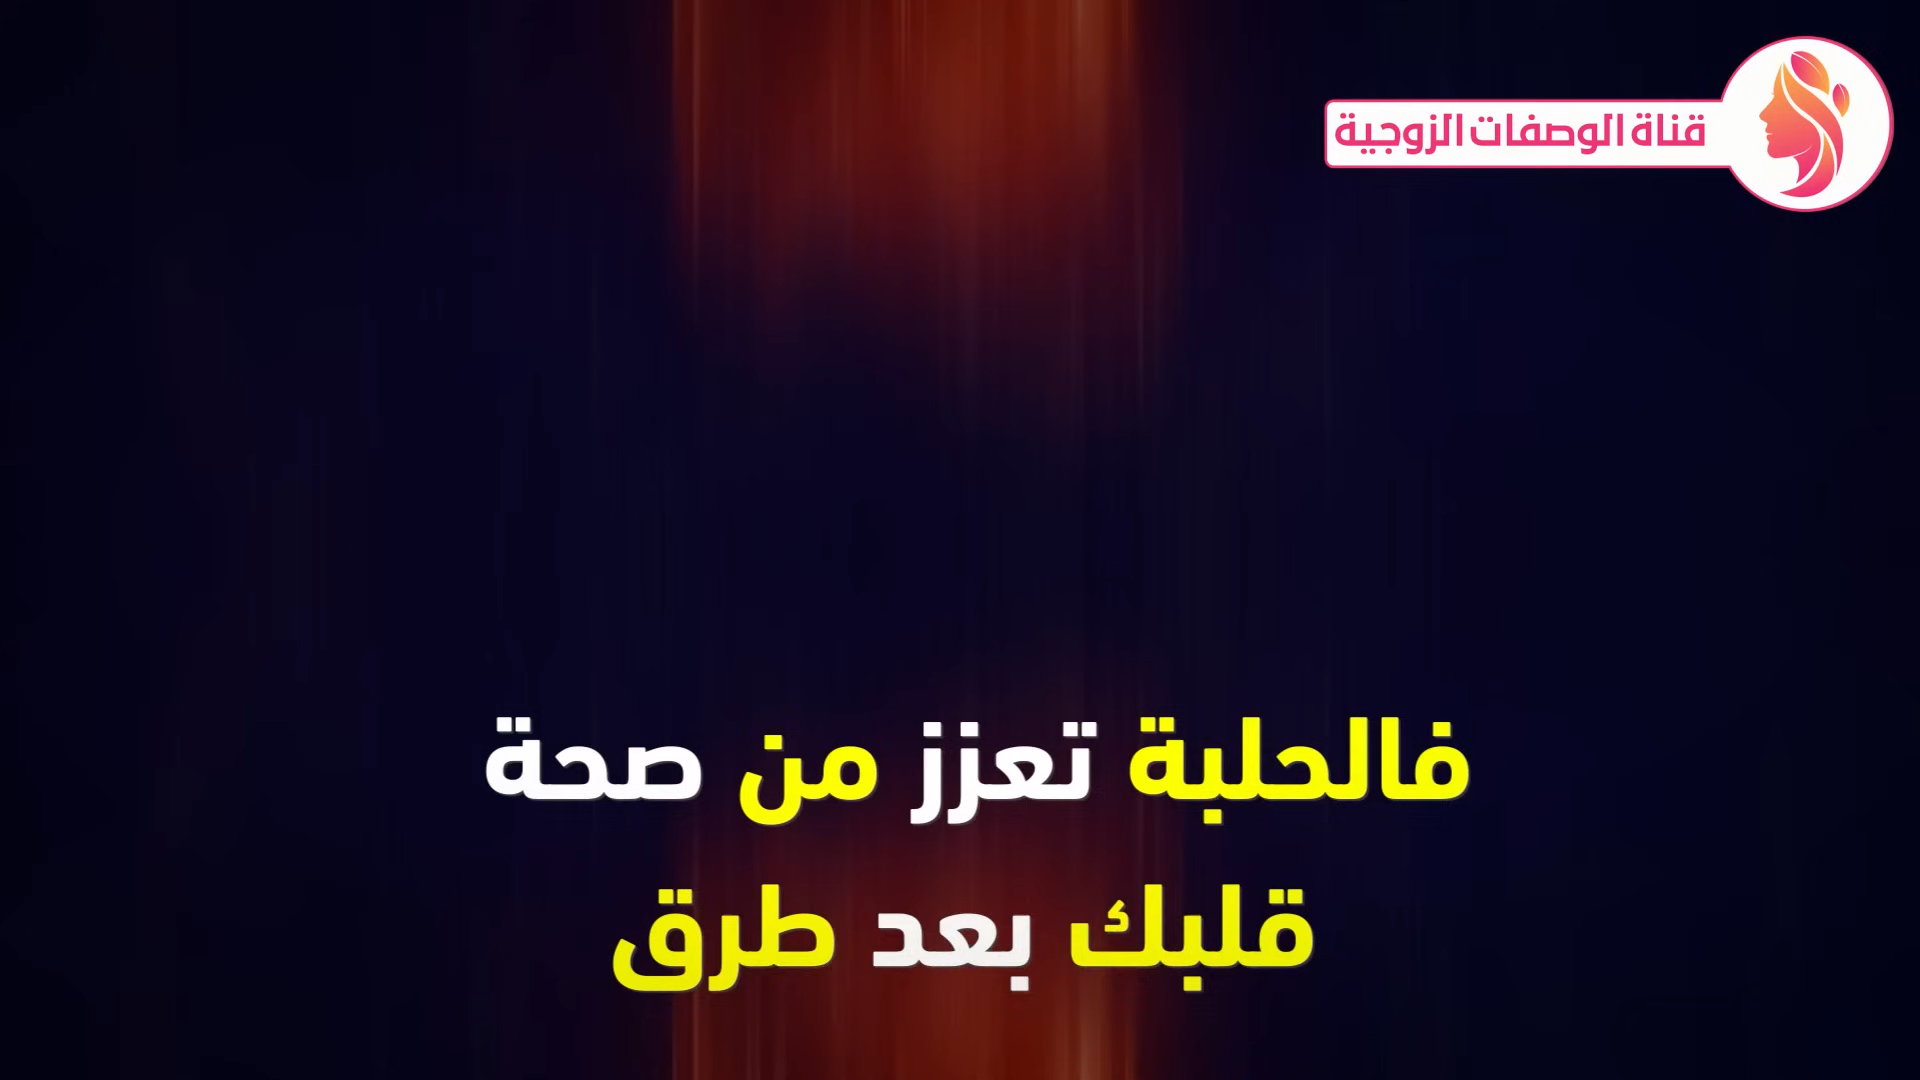 قناة الوصفات الزوجية
فالحلبة تعزز من صحة
قلبك بعد طرق